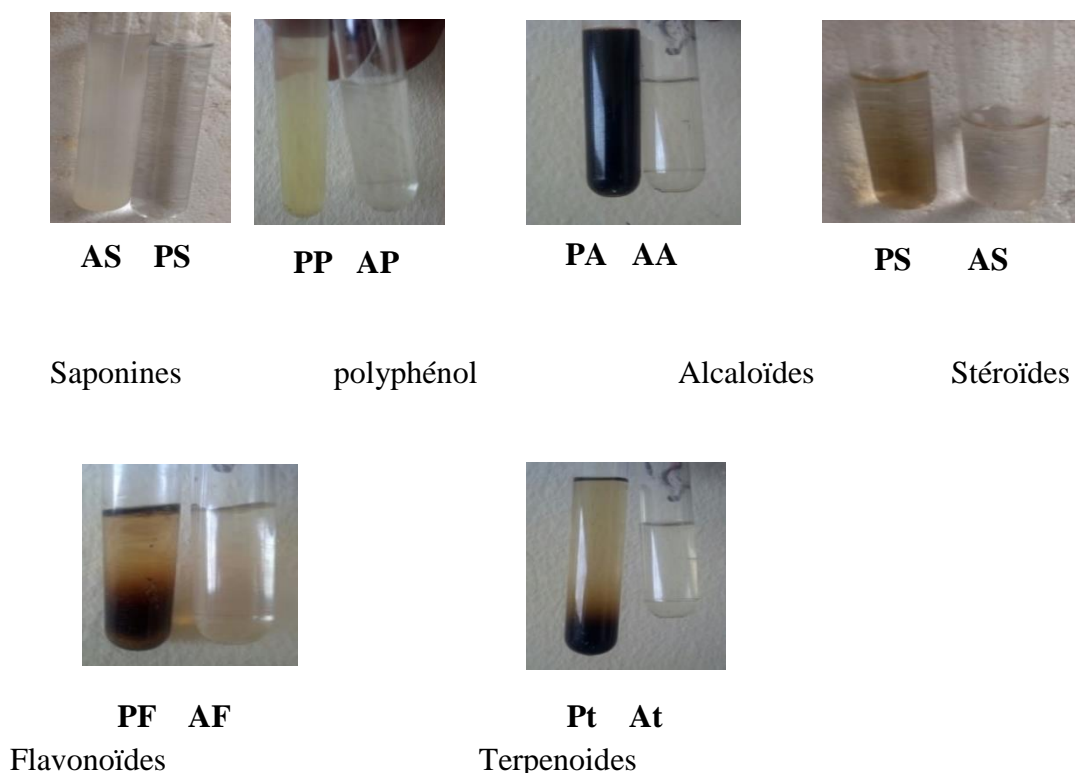 AS PS PP AP PA AA PS AS
Saponines polyphénol Alcaloïdes Stéroïdes
PF AF Pt At
Flavonoïdes Terpenoides